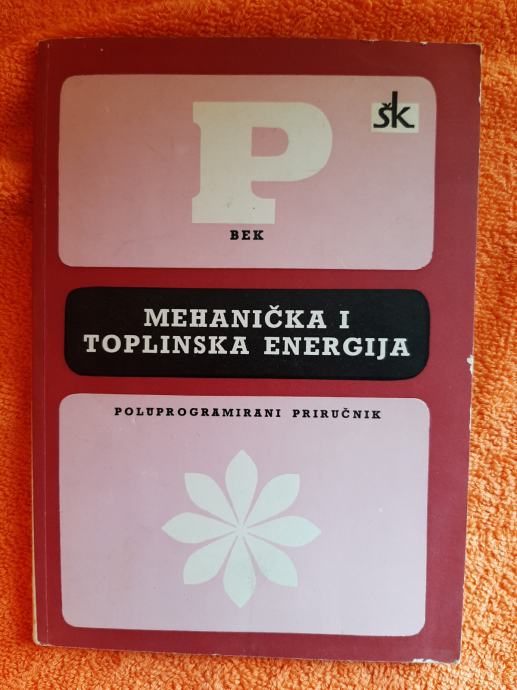 P
šk
BEK
MEHANIČKA I
TOPLINSKA ENERGIJA
POLUPROGRAMIRANI PRIRUČNIK